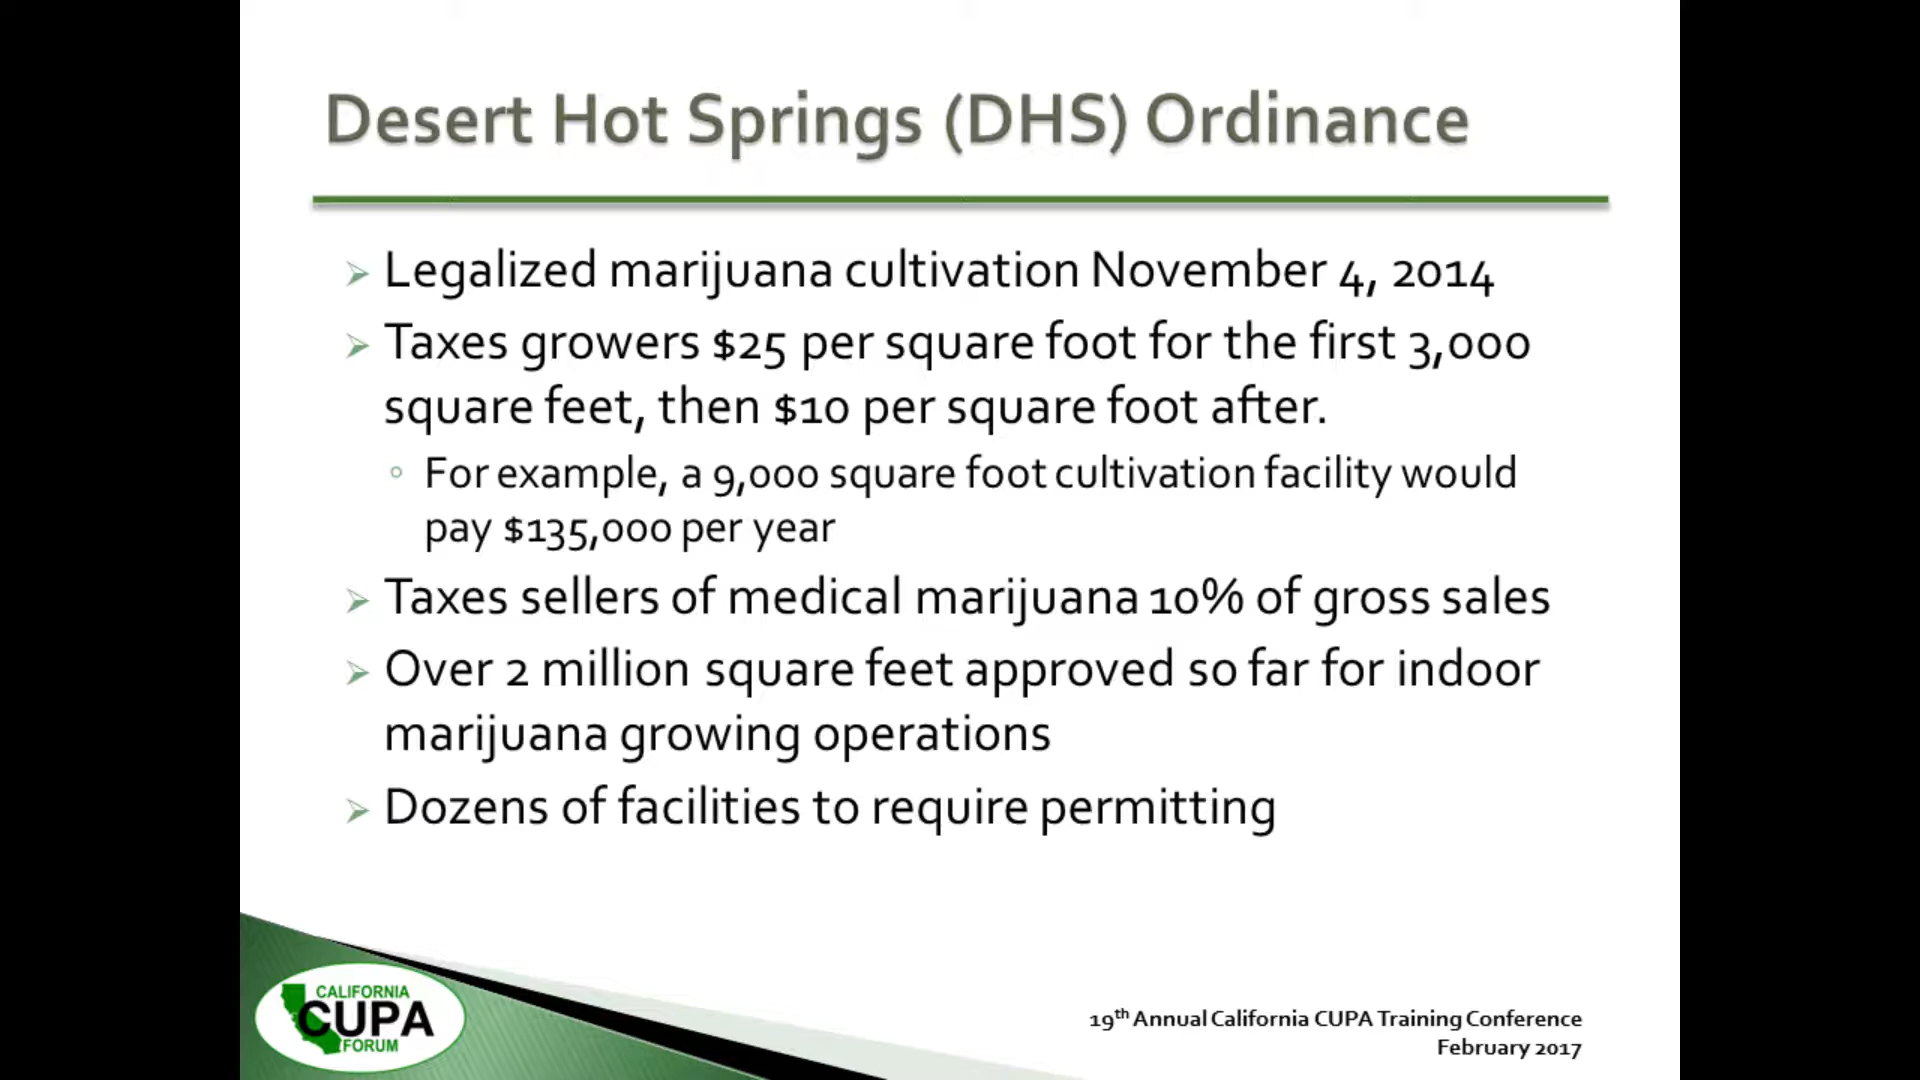 Desert Hot Springs (DHS) Ordinance
Legalized marijuana cultivation November 4, 2014
Taxes growers $25 per square foot for the first 3,000
square feet, then $10 per square foot after.
For example, a 9,000 square foot cultivation facility would
pay $135,000 per year
Taxes sellers of medical marijuana 10% of gross sales
Over 2 million square feet approved so far for indoor
marijuana growing operations
Dozens of facilities to require permitting
CALIFORNIA
CUPA
FORUM
19th Annual California CUPA Training Conference
February 2017